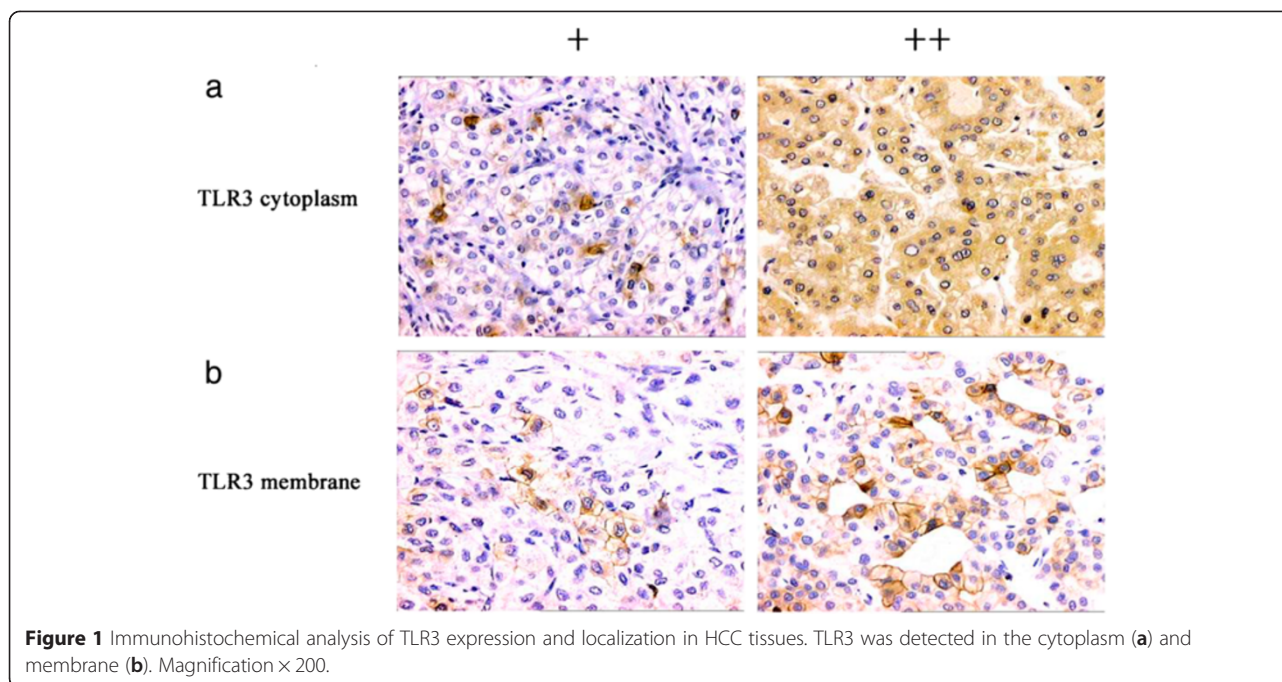 + ++
a
TLR3 cytoplasm
b
TLR3 membrane
Figure 1 Immunohistochemical analysis of TLR3 expression and localization in HCC tissues. TLR3 was detected in the cytoplasm (a) and
membrane (b). Magnification × 200.